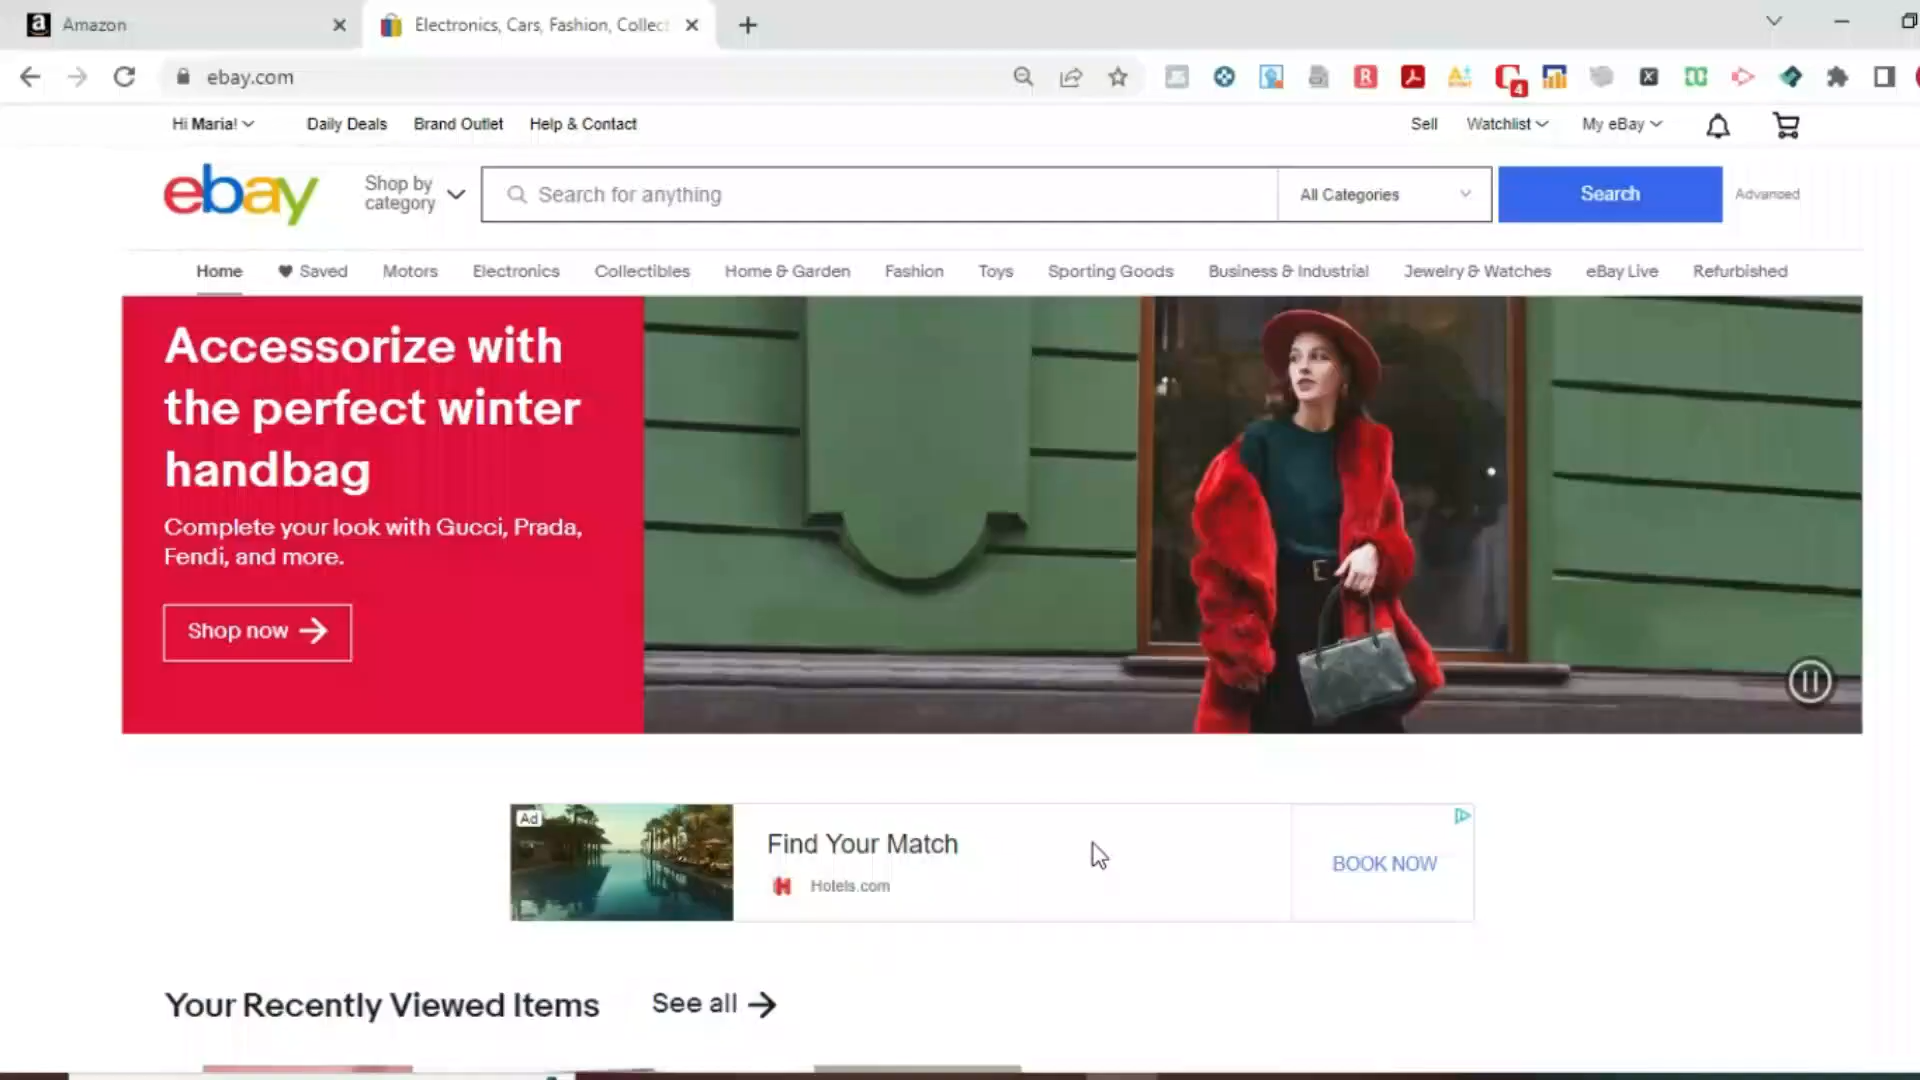 Amazon
Electronics, Cars, Fashion, Collect
ebay.com
4
Hi Maria!
Daily Deals
Brand Outlet
Help & Contact
Sell
Watchlist
My eBay
ebay
Shop by
category
Search for anything
All Categories
Search
Advanced
Home
Saved
Motors
Electronics
Collectibles
Home & Garden
Fashion
Toys
Sporting Goods
Business & Industrial
Jewelry & Watches
eBay Live
Refurbished
Accessorize with
the perfect winter
handbag
Complete your look with Gucci, Prada,
Fendi, and more.
Shop now
Ad
Find Your Match
Hotels.com
BOOK NOW
Your Recently Viewed Items
See all